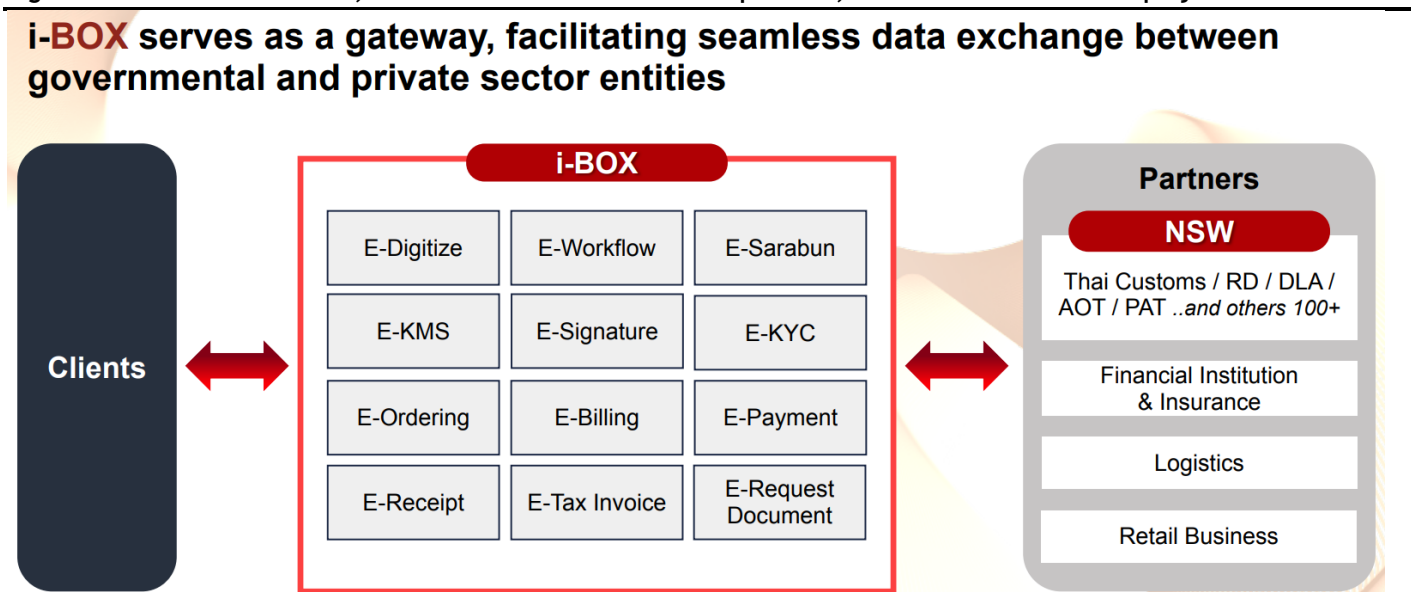 i-BOX serves as a gateway, facilitating seamless data exchange between
governmental and private sector entities
Clients
i-BOX
E-Digitize
E-Workflow
E-Sarabun
E-KMS
E-Signature
E-KYC
E-Ordering
E-Billing
E-Payment
E-Receipt
E-Tax Invoice
E-Request
Document
Partners
NSW
Thai Customs / RD / DLA /
AOT / PAT ..and others 100+
Financial Institution
& Insurance
Logistics
Retail Business